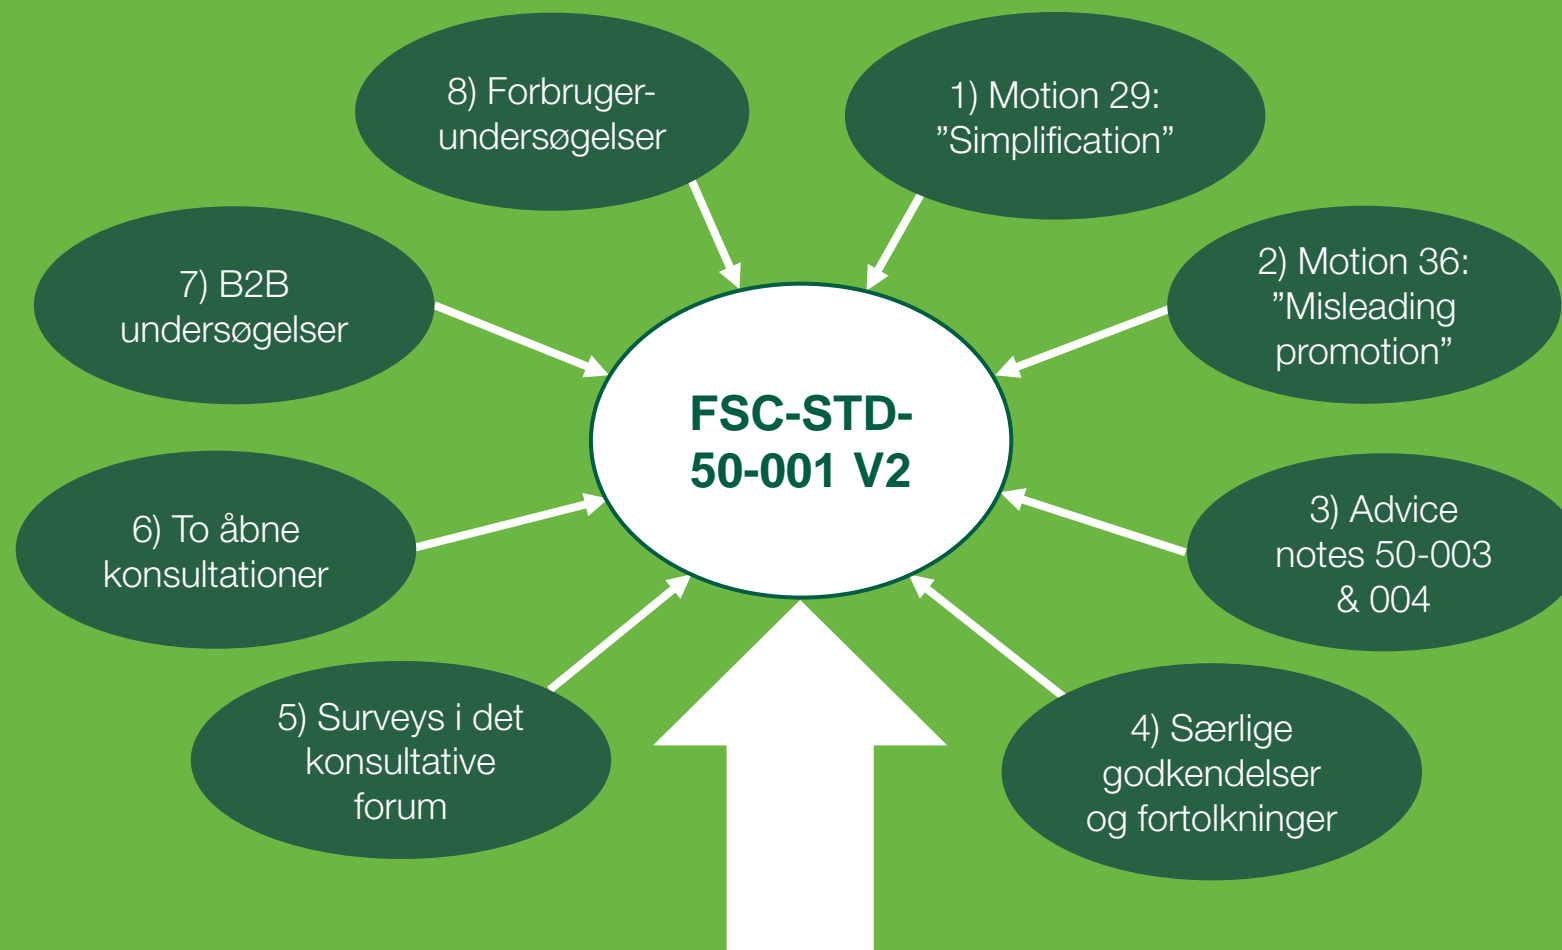 8) Forbruger-
undersøgelser
1) Motion 29:
”Simplification”
7) B2B
undersøgelser
2) Motion 36:
”Misleading
promotion”
FSC-STD-
50-001 V2
6) To åbne
konsultationer
3) Advice
notes 50-003
& 004
5) Surveys i det
konsultative
forum
4) Særlige
godkendelser
og fortolkninger